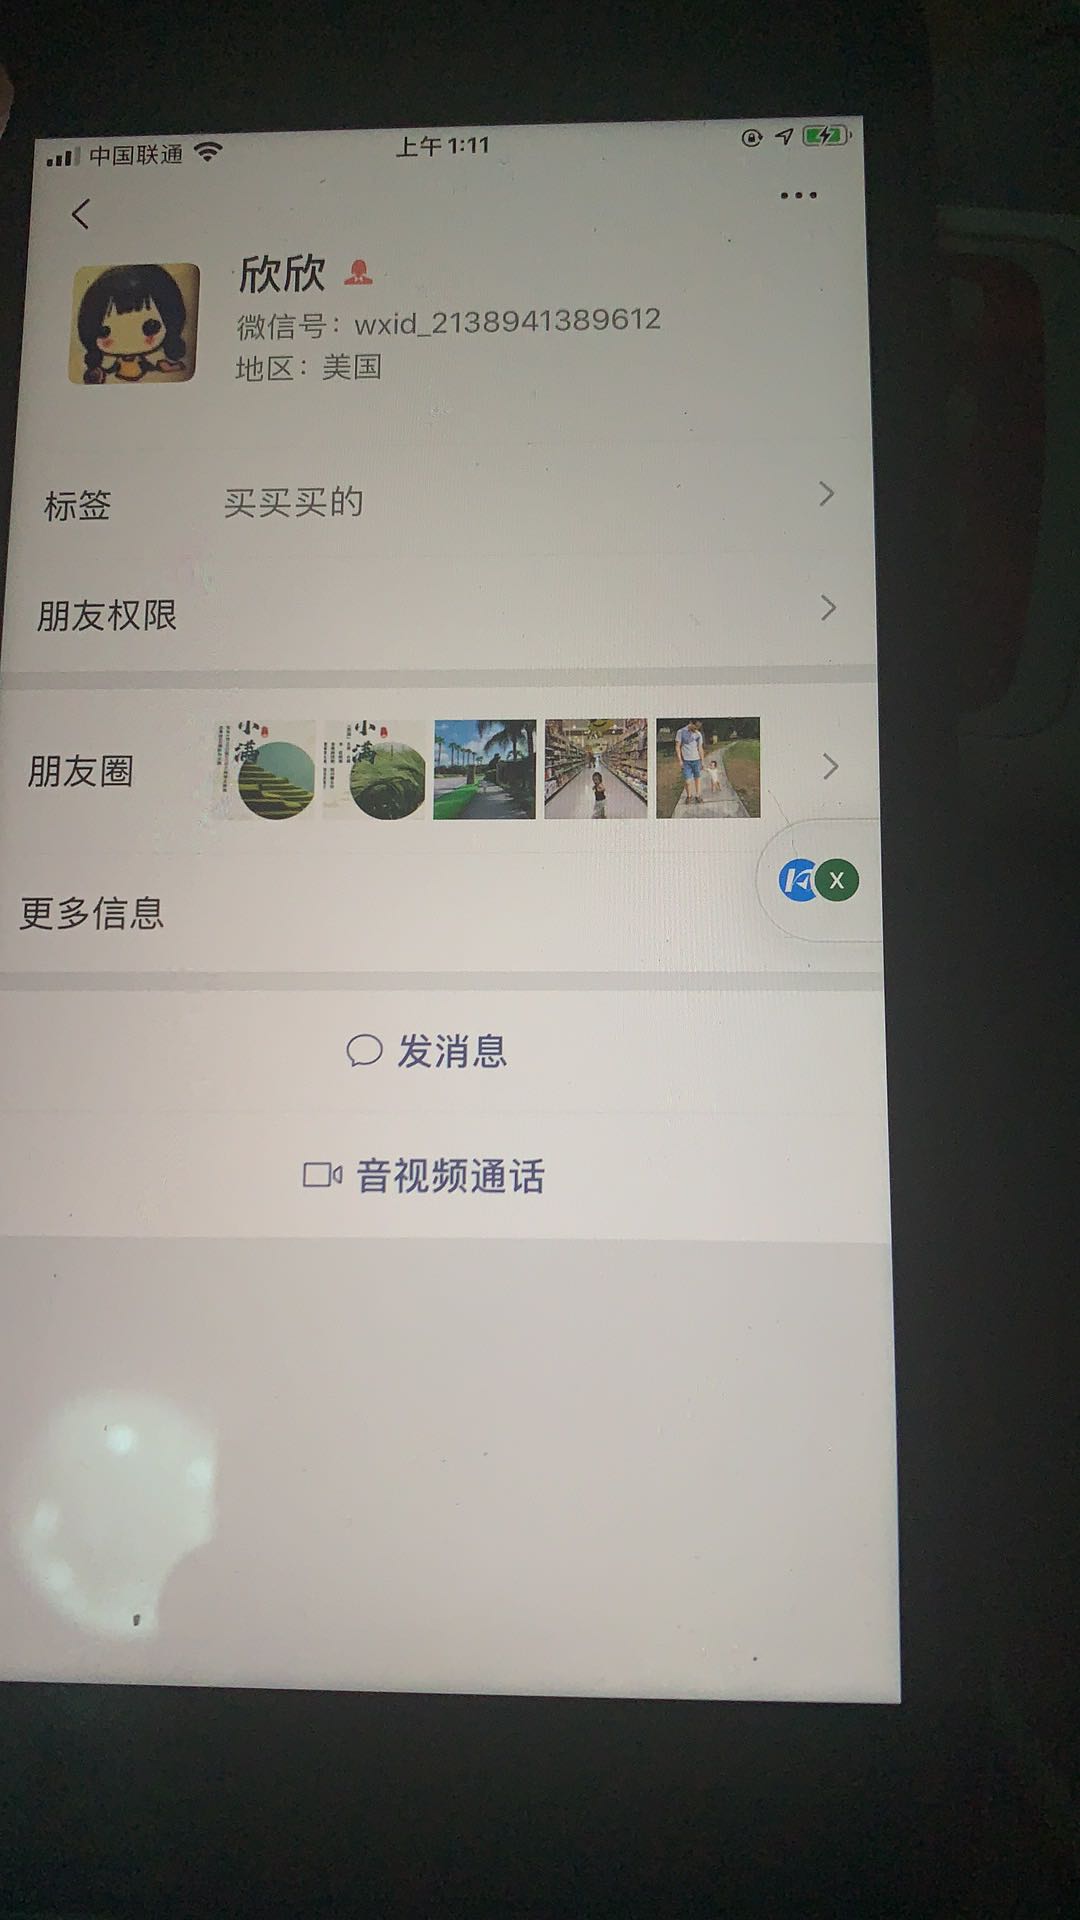 中国联通
上午 1:11
欣欣
微信号：wxid_2138941389612
地区：美国
标签 买买买的
朋友权限
朋友圈
小满
小满
更多信息
X
发消息
音视频通话